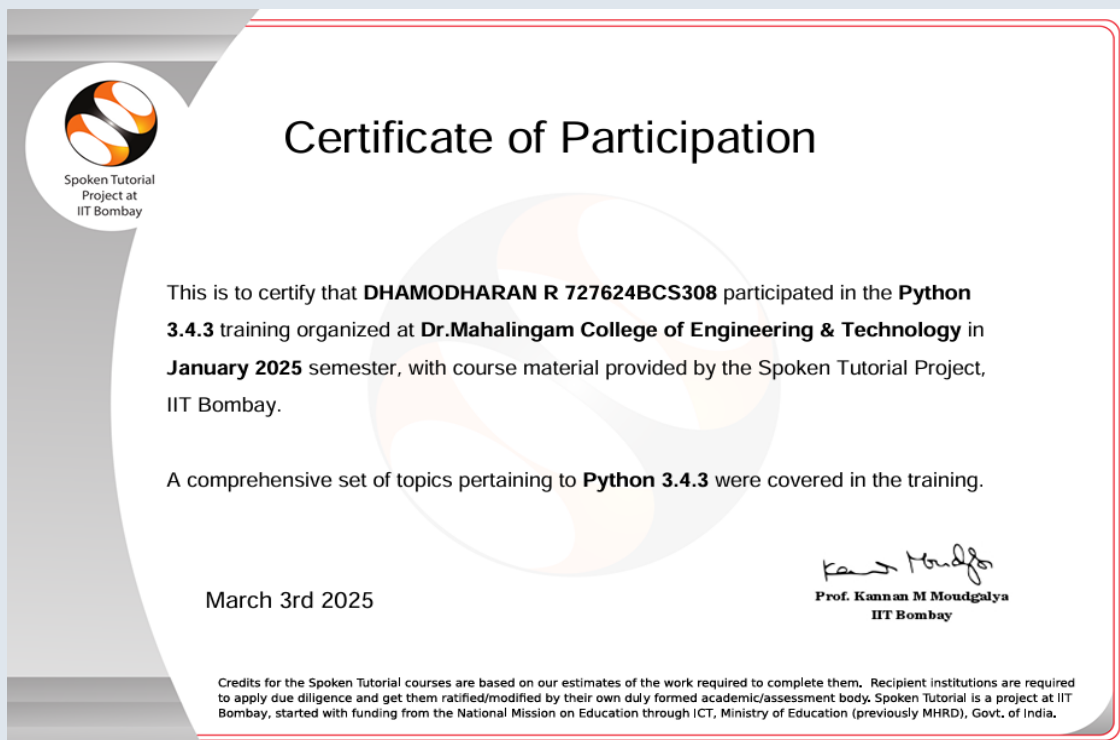 Spoken Tutorial
Project at
IIT Bombay
Certificate of Participation
This is to certify that DHAMODHARAN R 727624BCS308 participated in the Python
3.4.3 training organized at Dr.Mahalingam College of Engineering & Technology in
January 2025 semester, with course material provided by the Spoken Tutorial Project,
IIT Bombay.
A comprehensive set of topics pertaining to Python 3.4.3 were covered in the training.
March 3rd 2025
Prof. Kannan M Moudgalya
IIT Bombay
Credits for the Spoken Tutorial courses are based on our estimates of the work required to complete them. Recipient institutions are required
to apply due diligence and get them ratified/modified by their own duly formed academic/assessment body. Spoken Tutorial is a project at IIT
Bombay, started with funding from the National Mission on Education through ICT, Ministry of Education (previously MHRD), Govt. of India.